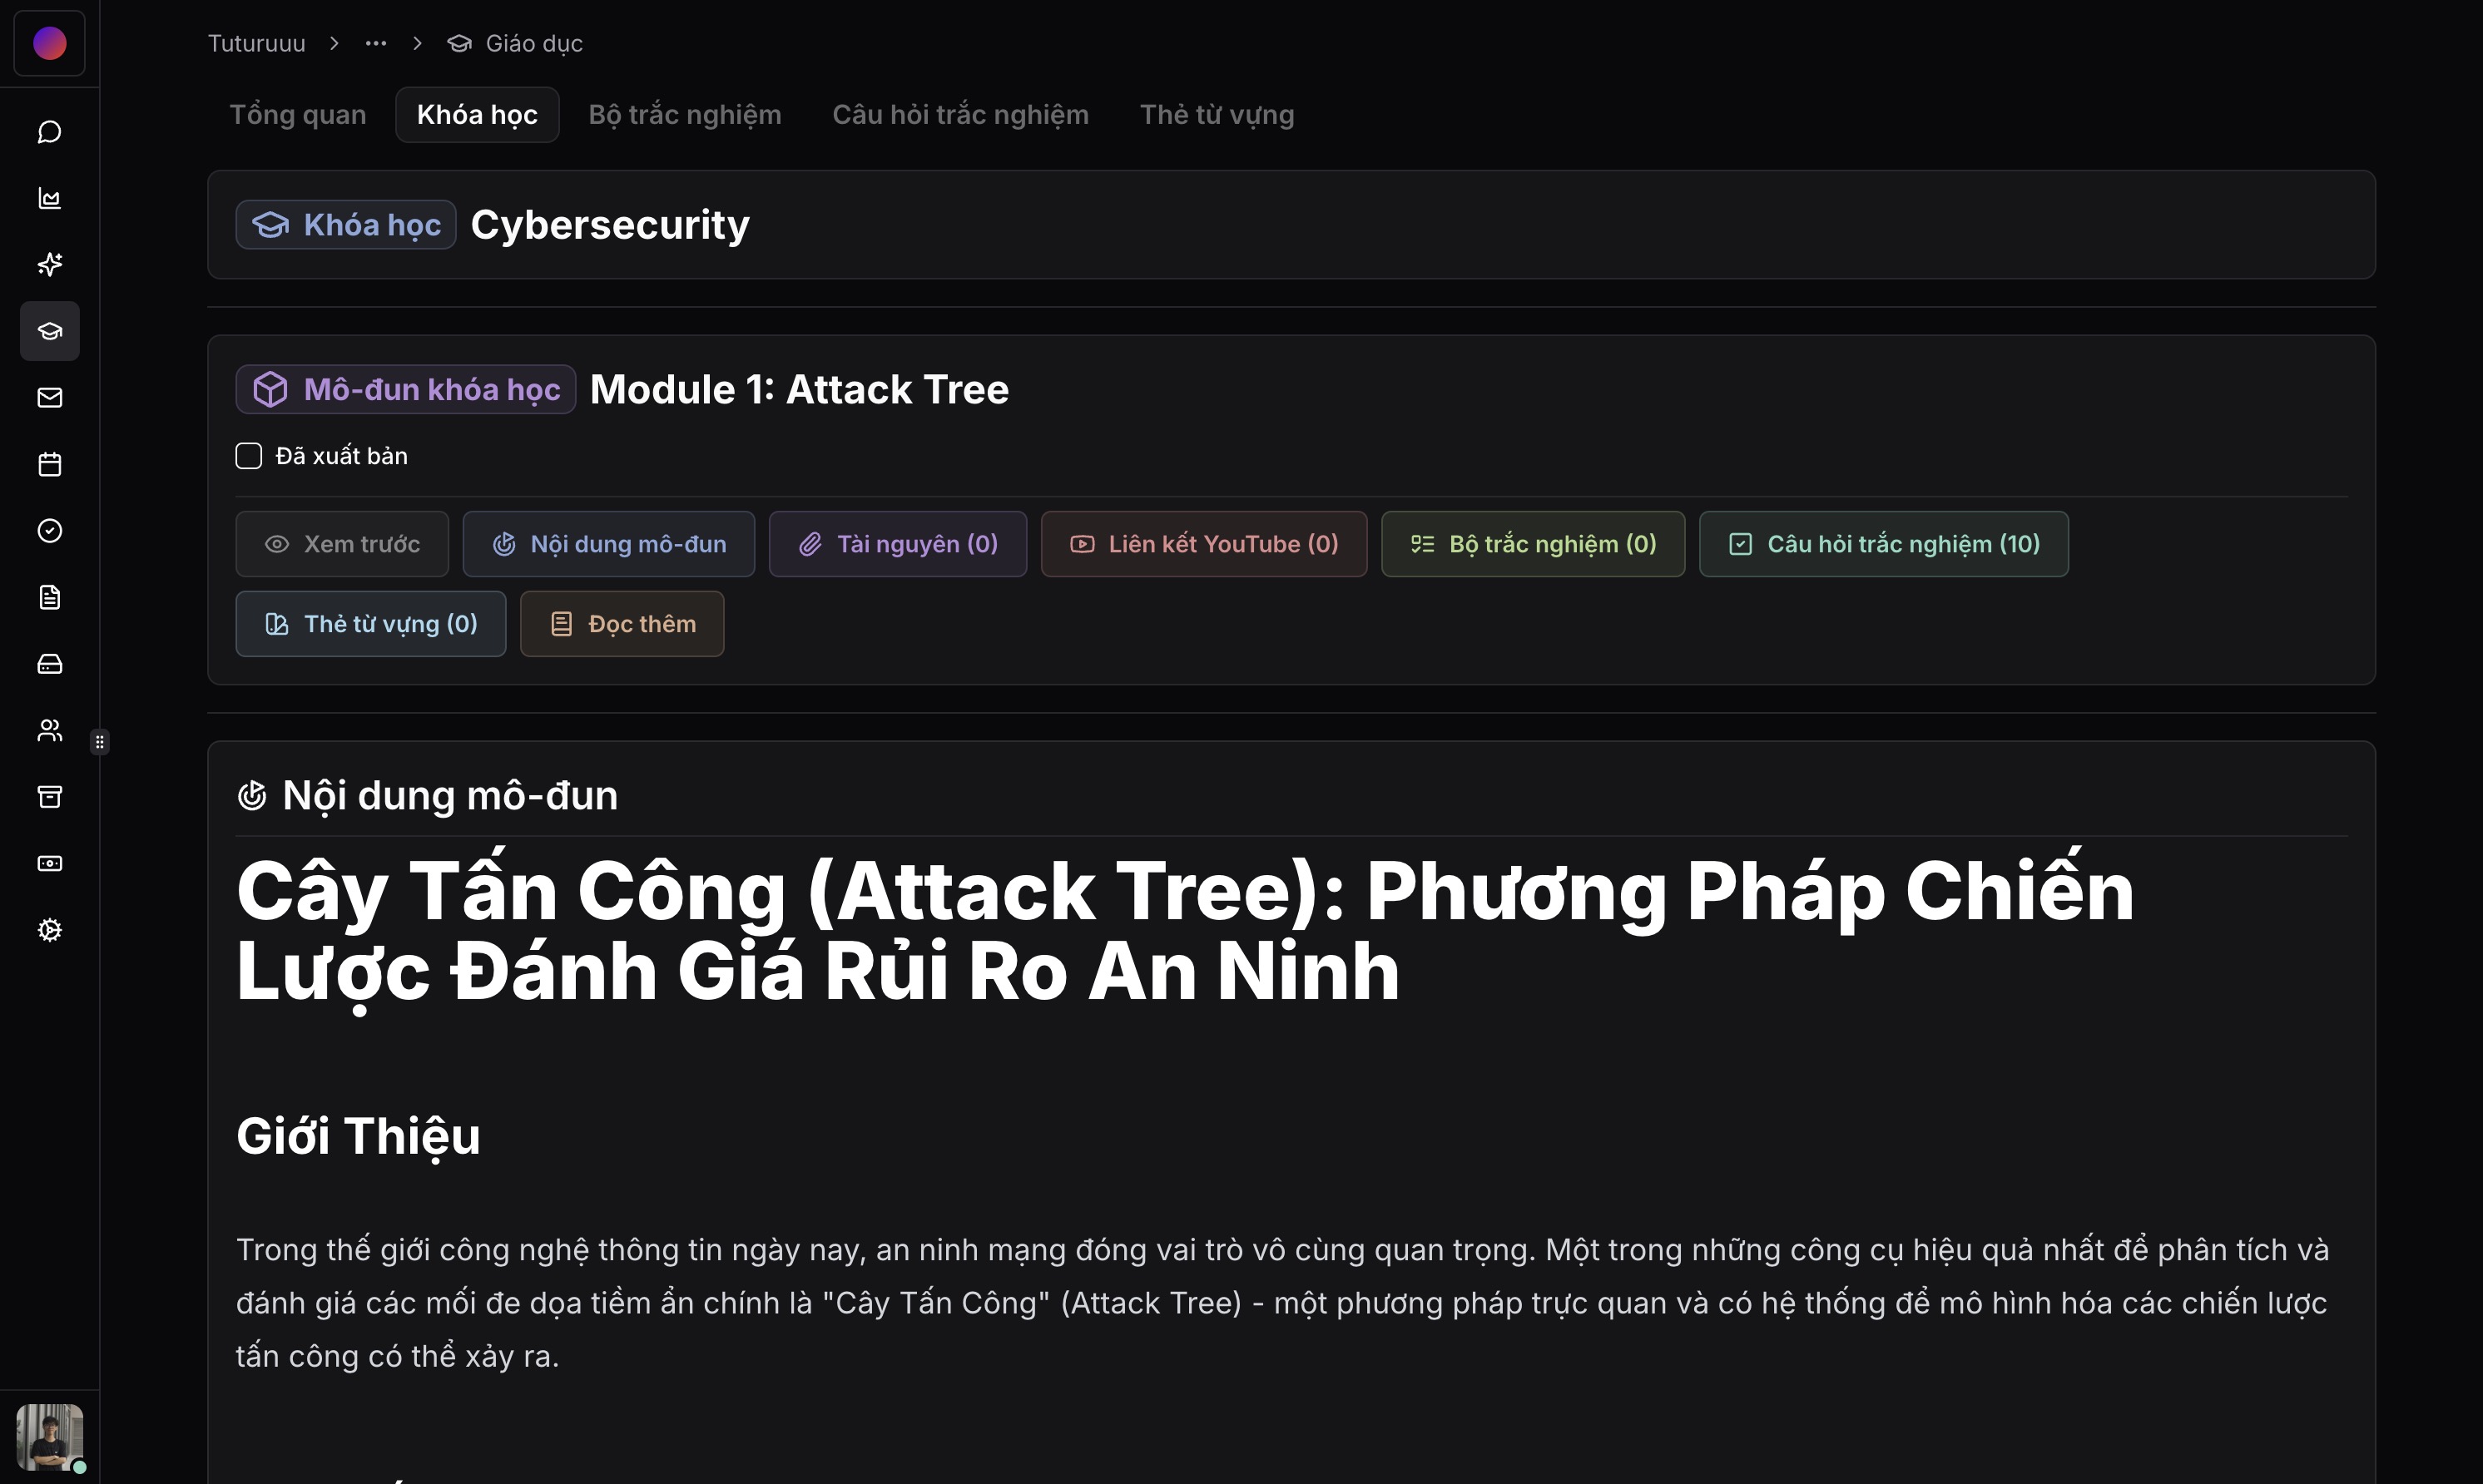 Tuturuuu > ... > Giáo dục
Tổng quan Khóa học Bộ trắc nghiệm Câu hỏi trắc nghiệm Thẻ từ vựng
Khóa học Cybersecurity
Mô-đun khóa học Module 1: Attack Tree
Đã xuất bản
Xem trước Nội dung mô-đun Tài nguyên (0) Liên kết YouTube (0) Bộ trắc nghiệm (0) Câu hỏi trắc nghiệm (10)
Thẻ từ vựng (0) Đọc thêm
Nội dung mô-đun
Cây Tấn Công (Attack Tree): Phương Pháp Chiến
Lược Đánh Giá Rủi Ro An Ninh
Giới Thiệu
Trong thế giới công nghệ thông tin ngày nay, an ninh mạng đóng vai trò vô cùng quan trọng. Một trong những công cụ hiệu quả nhất để phân tích và
đánh giá các mối đe dọa tiềm ẩn chính là "Cây Tấn Công" (Attack Tree) - một phương pháp trực quan và có hệ thống để mô hình hóa các chiến lược
tấn công có thể xảy ra.